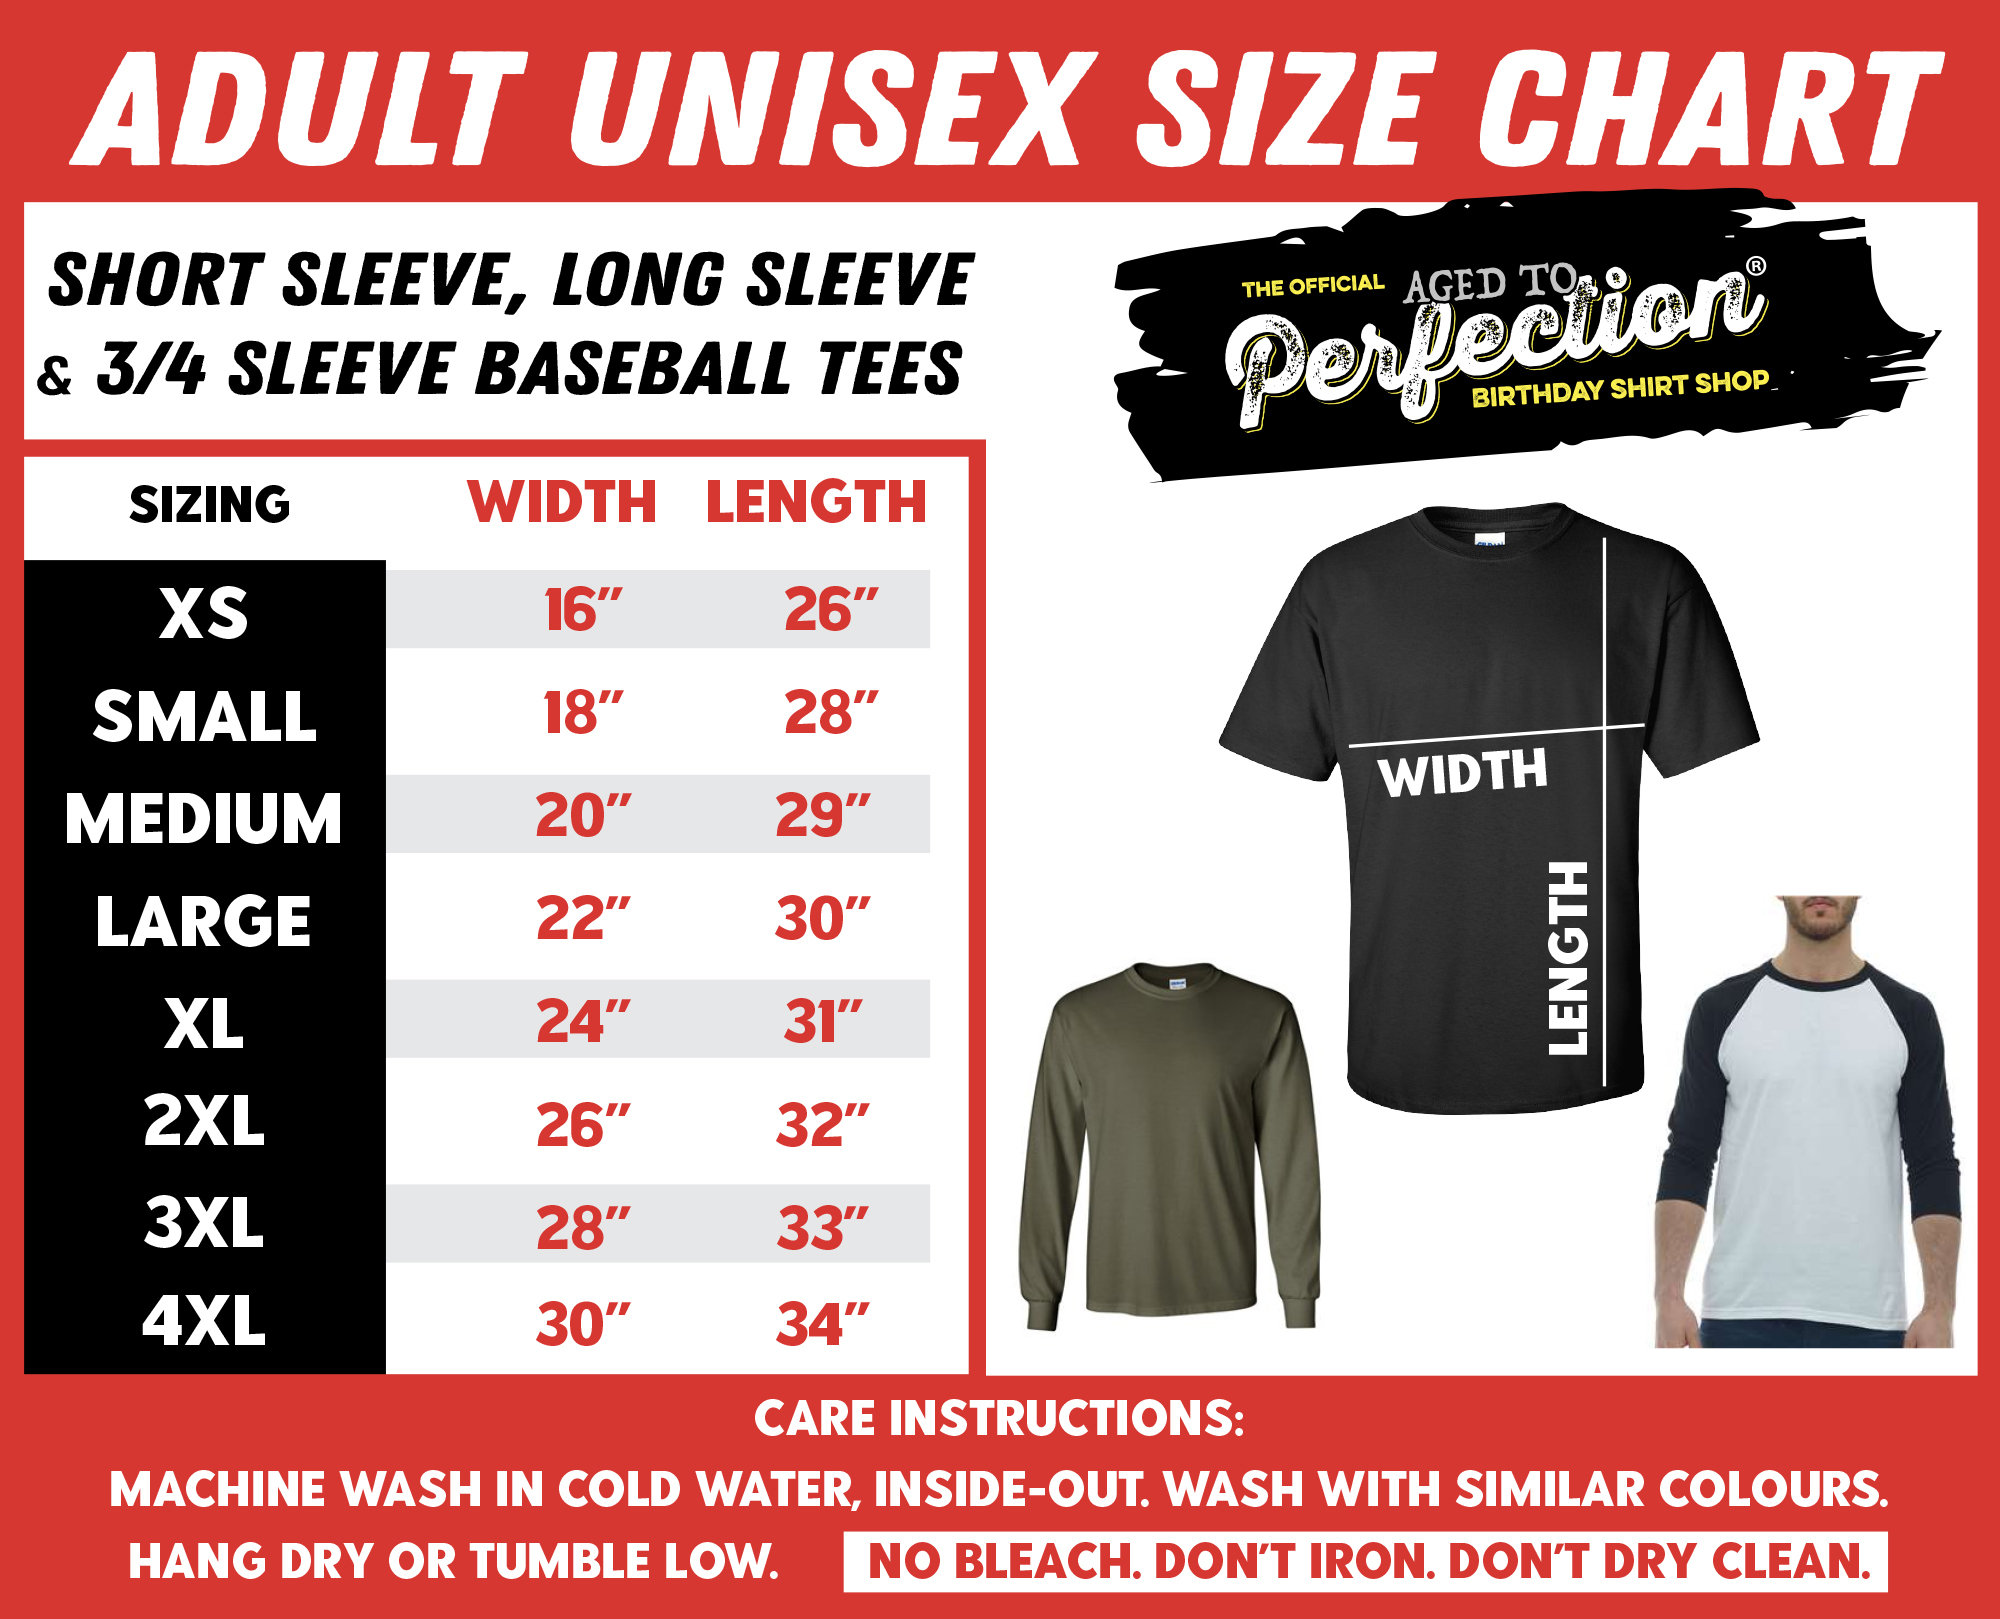 ADULT UNISEX SIZE CHART
SHORT SLEEVE, LONG SLEEVE
& 3/4 SLEEVE BASEBALL TEES
THE OFFICIAL AGED TO
Perfection®
BIRTHDAY SHIRT SHOP
SIZING WIDTH LENGTH
XS 16" 26"
SMALL 18" 28"
MEDIUM 20" 29"
LARGE 22" 30"
XL 24" 31"
2XL 26" 32"
3XL 28" 33"
4XL 30" 34"
WIDTH
LENGTH
CARE INSTRUCTIONS:
MACHINE WASH IN COLD WATER, INSIDE-OUT. WASH WITH SIMILAR COLOURS.
HANG DRY OR TUMBLE LOW. NO BLEACH. DON'T IRON. DON'T DRY CLEAN.